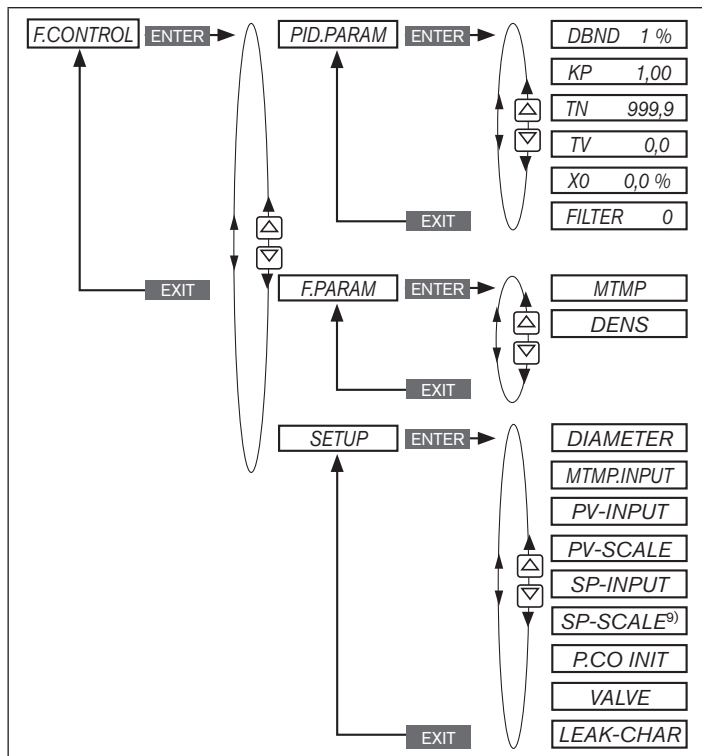 F.CONTROL ENTER PID.PARAM ENTER DBND 1 %
KP 1,00
TN 999,9
TV 0,0
X0 0,0 %
EXIT FILTER 0
EXIT F.PARAM ENTER MTMP
DENS
EXIT
SETUP ENTER DIAMETER
MTMP.INPUT
PV-INPUT
PV-SCALE
SP-INPUT
SP-SCALE9)
P.CO INIT
VALVE
EXIT LEAK-CHAR